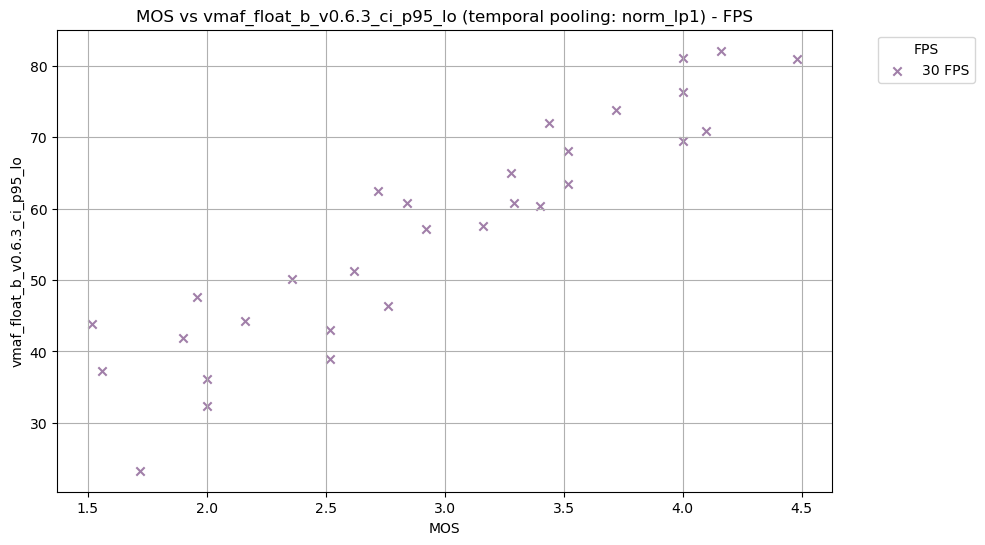 MOS vs vmaf_float_b_v0.6.3_ci_p95_lo (temporal pooling: norm_lp1) - FPS
FPS
30 FPS
vmaf_float_b_v0.6.3_ci_p95_lo
80
70
60
50
40
30
1.5 2.0 2.5 3.0 3.5 4.0 4.5
MOS